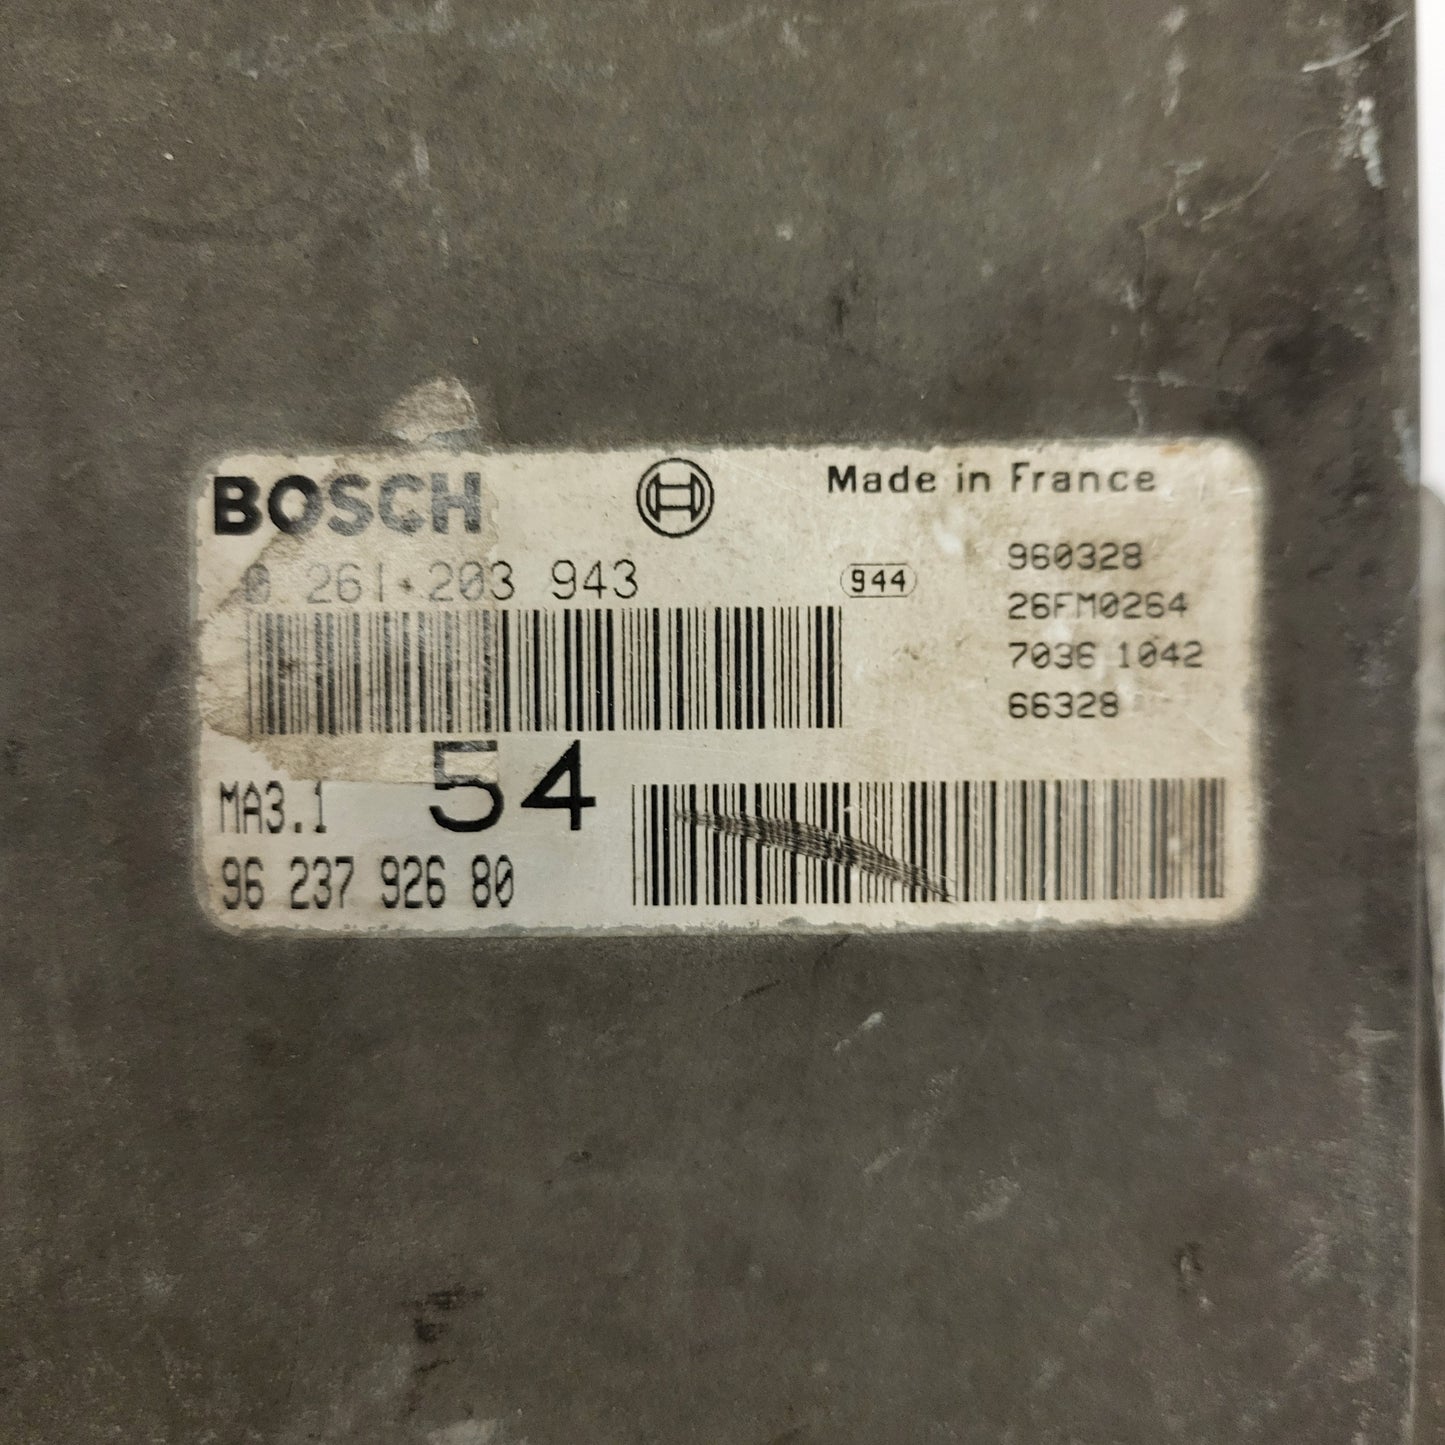 BOSCH
Made in France
0 261 203 943
944
960328
26FM0264
7036 1042
66328
MA3.1
54
96 237 926 80